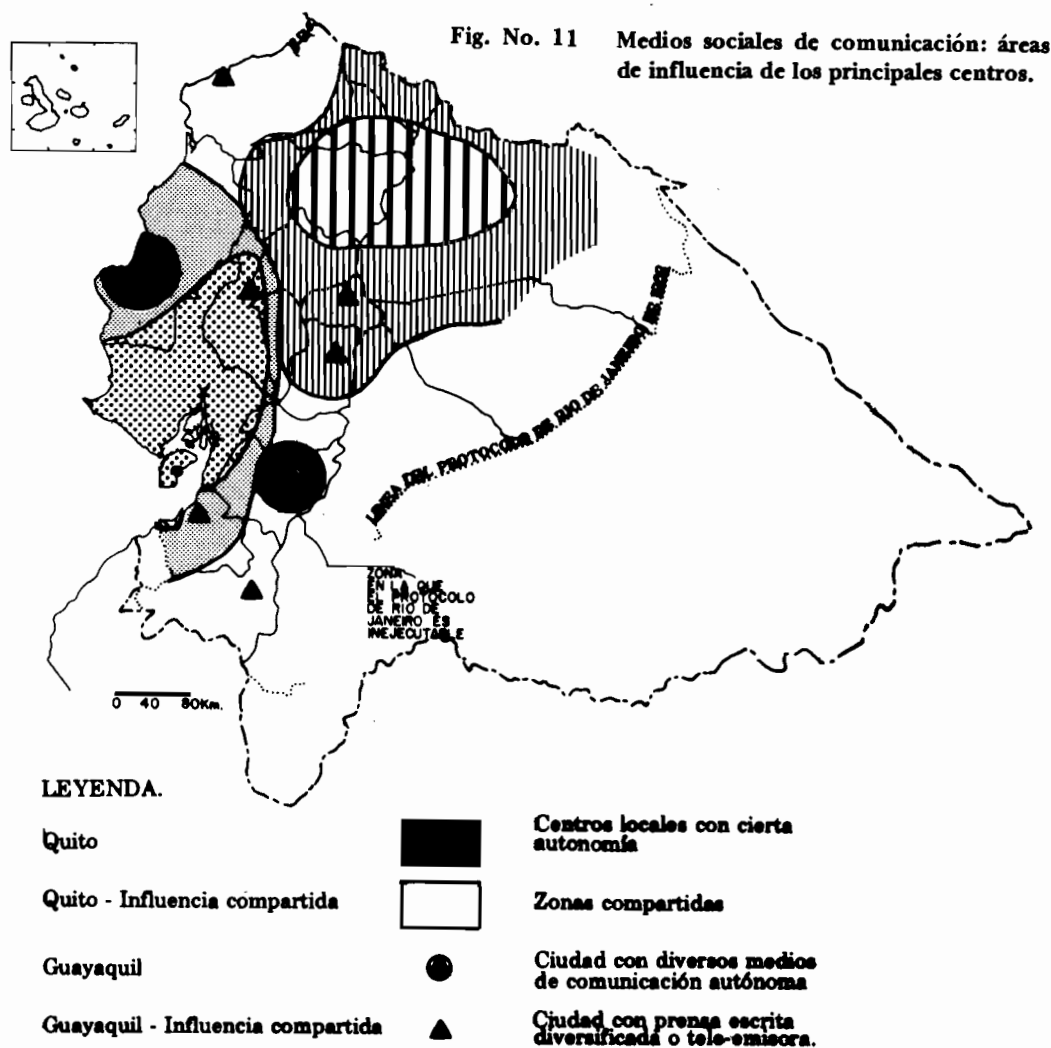 Fig. No. 11 Medios sociales de comunicación: áreas
de influencia de los principales centros.
LINEA DEL PROTOCOLO DE RIO DE JANEIRO DE
ZONA
EN LA QUE
EL PROTOCOLO
DE RIO DE
JANEIRO ES
INEJECUTABLE
0 40 80Km.
LEYENDA.
Quito
Centros locales con cierta
autonomía
Quito - Influencia compartida
Zonas compartidas
Guayaquil
Ciudad con diversos medios
de comunicación autónoma
Guayaquil - Influencia compartida
Ciudad con prensa escrita
diversificada o tele-emisora.